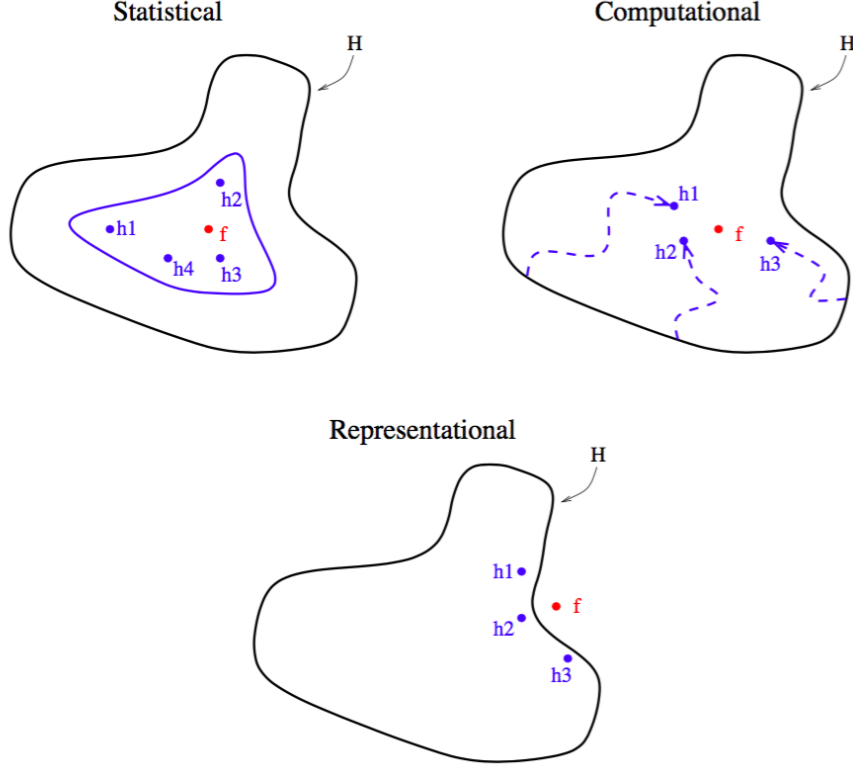 Statistical
H
h2
h1
f
h4
h3
Computational
H
h1
f
h2
h3
Representational
H
h1
f
h2
h3